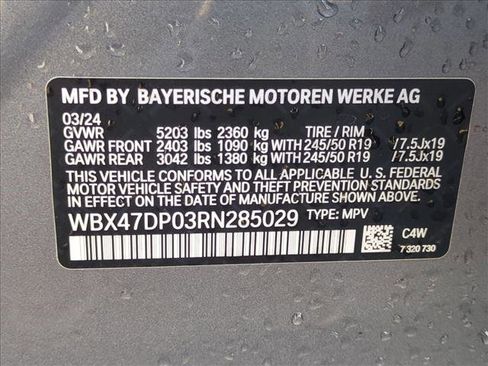 MFD BY BAYERISCHE MOTOREN WERKE AG
03/24
GVWR 5203 lbs 2360 kg TIRE / RIM
GAWR FRONT 2403 lbs 1090 kg WITH 245/50 R19 /7.5Jx19
GAWR REAR 3042 lbs 1380 kg WITH 245/50 R19 /7.5Jx19
THIS VEHICLE CONFORMS TO ALL APPLICABLE U. S. FEDERAL
MOTOR VEHICLE SAFETY, AND THEFT PREVENTION STANDARDS
IN EFFECT ON THE DATE OF MANUFACTURE SHOWN ABOVE.
WBX47DP03RN285029 TYPE: MPV
C4W
7 320 730